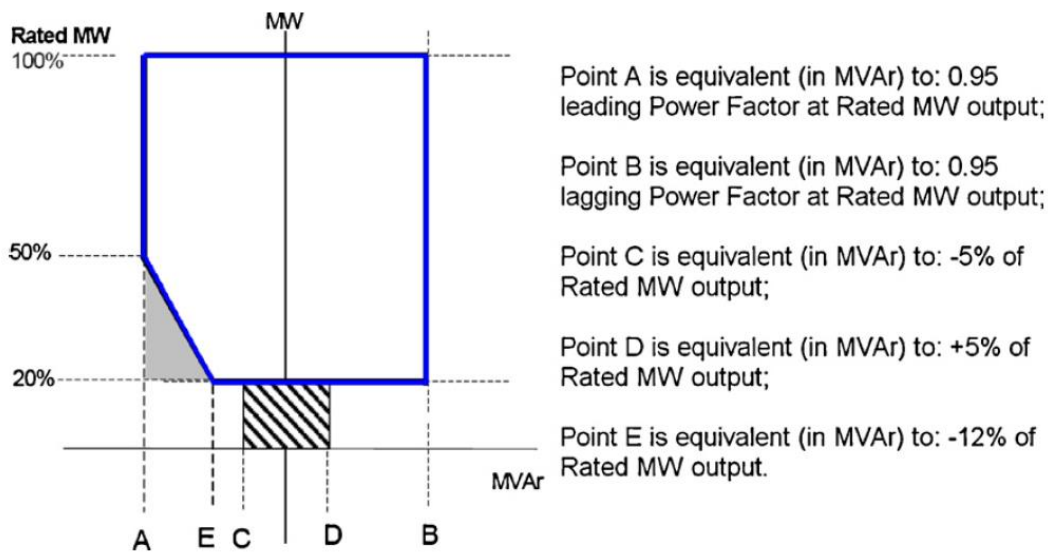 MW
Rated MW
100%
50%
20%
MVAr
A E C D B
Point A is equivalent (in MVAr) to: 0.95
leading Power Factor at Rated MW output;
Point B is equivalent (in MVAr) to: 0.95
lagging Power Factor at Rated MW output;
Point C is equivalent (in MVAr) to: -5% of
Rated MW output;
Point D is equivalent (in MVAr) to: +5% of
Rated MW output;
Point E is equivalent (in MVAr) to: -12% of
Rated MW output.